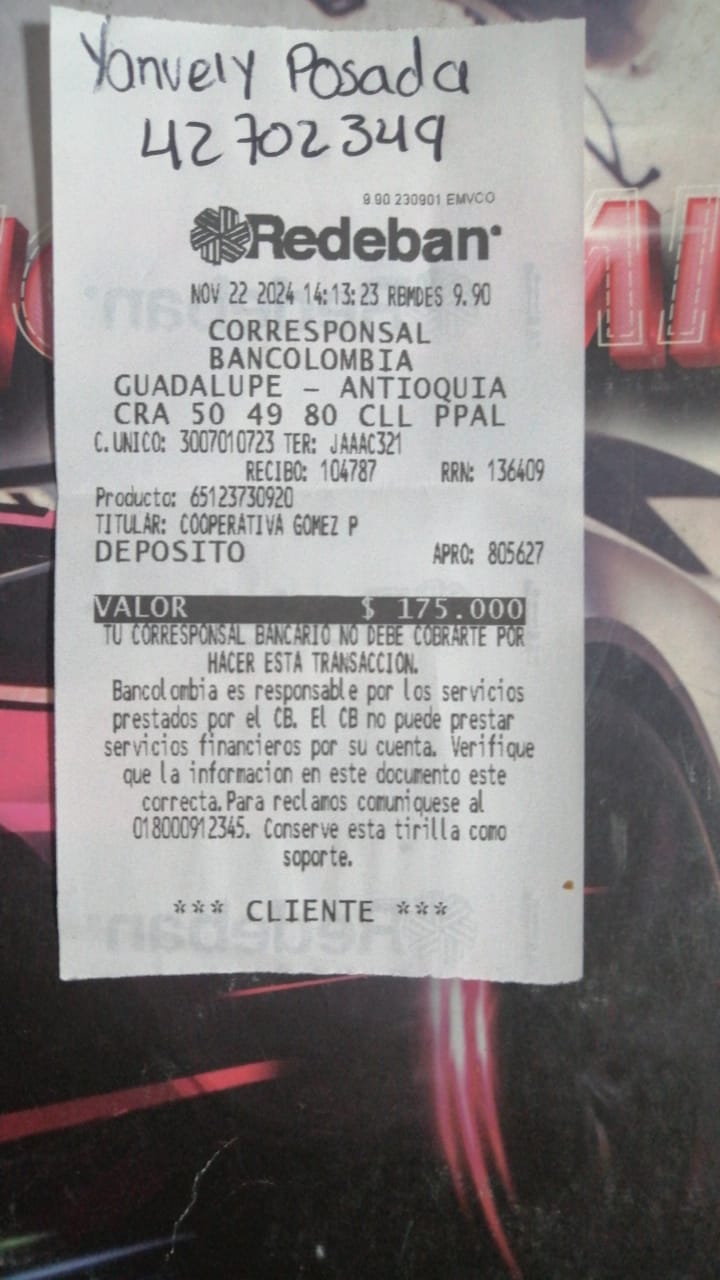 Yanvely Posada
42702349
9.90 230901 EMVCO
Redeban
NOV 22 2024 14:13:23 RBMDES 9.90
CORRESPONSAL
BANCOLOMBIA
GUADALUPE - ANTIOQUIA
CRA 50 49 80 CLL PPAL
C.UNICO: 3007010723 TER: JAAAC321
RECIBO: 104787 RRN: 136409
Producto: 65123730920
TITULAR: COOPERATIVA GOMEZ P
DEPOSITO APRO: 805627
VALOR $ 175.000
TU CORRESPONSAL BANCARIO NO DEBE COBRARTE POR
HACER ESTA TRANSACCION.
Bancolombia es responsable por los servicios
prestados por el CB. El CB no puede prestar
servicios financieros por su cuenta. Verifique
que la informacion en este documento este
correcta.Para reclamos comuniquese al
018000912345. Conserve esta tirilla como
soporte.
*** CLIENTE ***